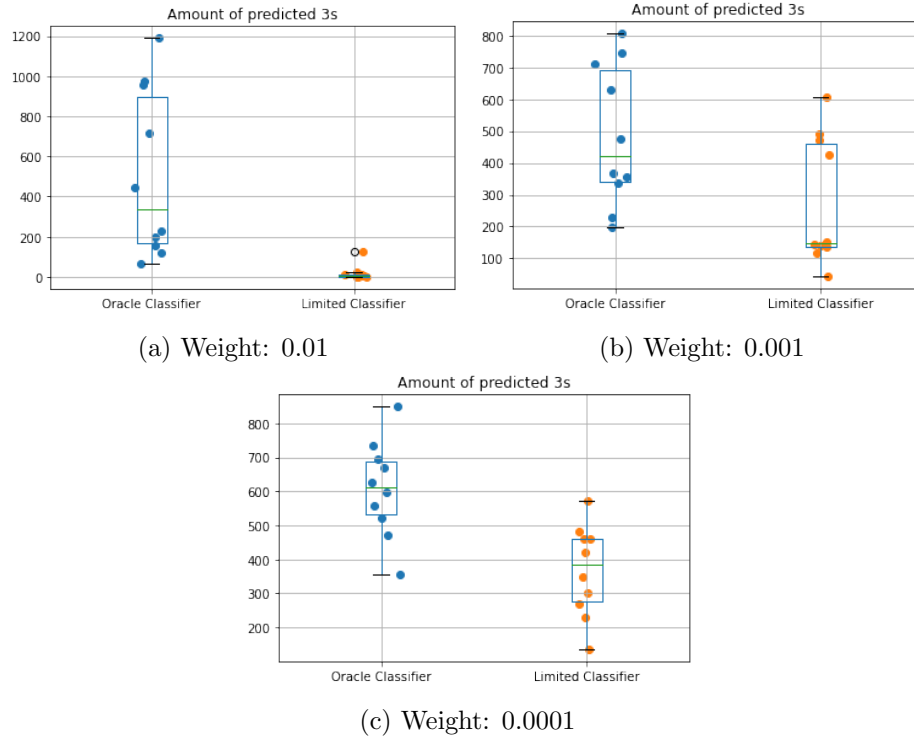 Amount of predicted 3s
1200
1000
800
600
400
200
0
Oracle Classifier Limited Classifier
(a) Weight: 0.01
Amount of predicted 3s
800
700
600
500
400
300
200
100
Oracle Classifier Limited Classifier
(b) Weight: 0.001
Amount of predicted 3s
800
700
600
500
400
300
200
Oracle Classifier Limited Classifier
(c) Weight: 0.0001